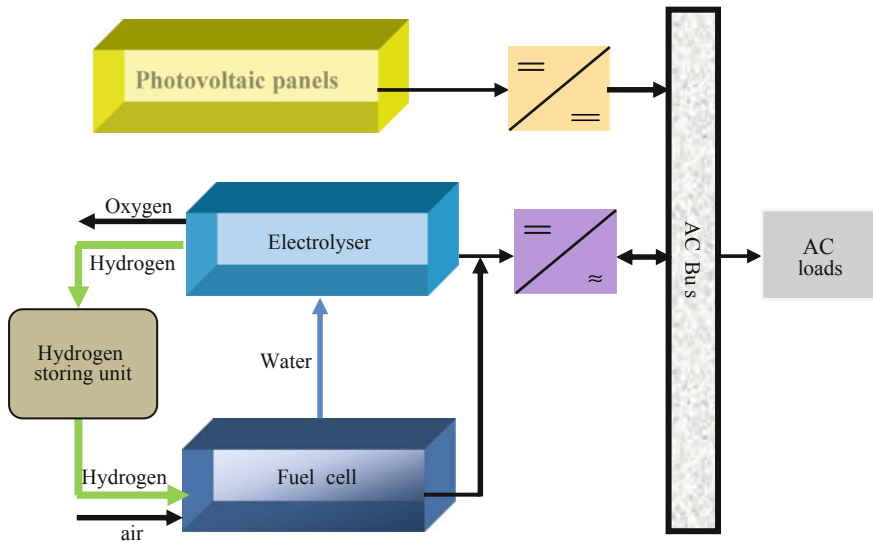 Photovoltaic panels
Oxygen
Electrolyser
Hydrogen
AC Bus
AC
loads
Hydrogen
storing unit
Water
Hydrogen
Fuel cell
air